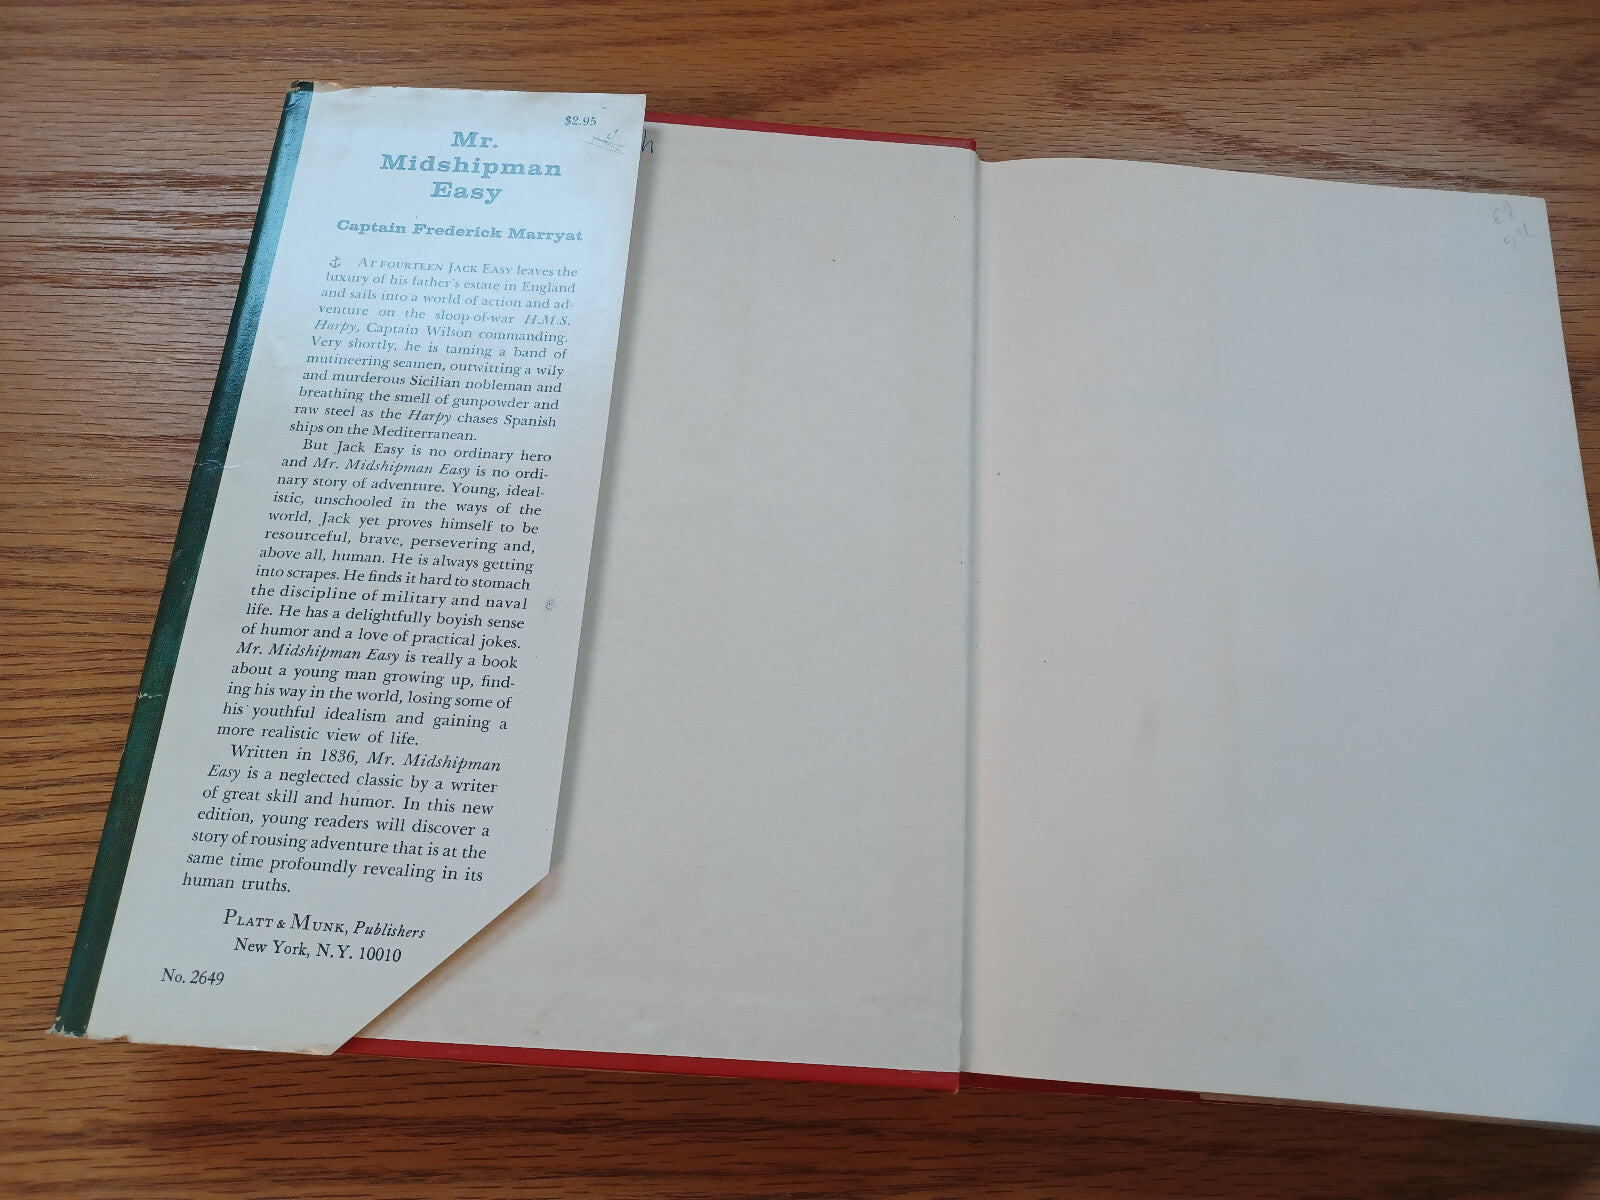 $2.95
Mr.
Midshipman
Easy
Captain Frederick Marryat
At fourteen Jack Easy leaves the
luxury of his father's estate in England
and sails into a world of action and ad-
venture on the sloop-of-war H.M.S.
Harpy, Captain Wilson commanding.
Very shortly, he is taming a band of
mutineering seamen, outwitting a wily
and murderous Sicilian nobleman and
breathing the smell of gunpowder and
raw steel as the Harpy chases Spanish
ships on the Mediterranean.
But Jack Easy is no ordinary hero
and Mr. Midshipman Easy is no ordi-
nary story of adventure. Young, ideal-
istic, unschooled in the ways of the
world, Jack yet proves himself to be
resourceful, brave, persevering and,
above all, human. He is always getting
into scrapes. He finds it hard to stomach
the discipline of military and naval
life. He has a delightfully boyish sense
of humor and a love of practical jokes.
Mr. Midshipman Easy is really a book
about a young man growing up, find-
ing his way in the world, losing some of
his youthful idealism and gaining a
more realistic view of life.
Written in 1836, Mr. Midshipman
Easy is a neglected classic by a writer
of great skill and humor. In this new
edition, young readers will discover a
story of rousing adventure that is at the
same time profoundly revealing in its
human truths.
Platt & Munk, Publishers
New York, N.Y. 10010
No. 2649